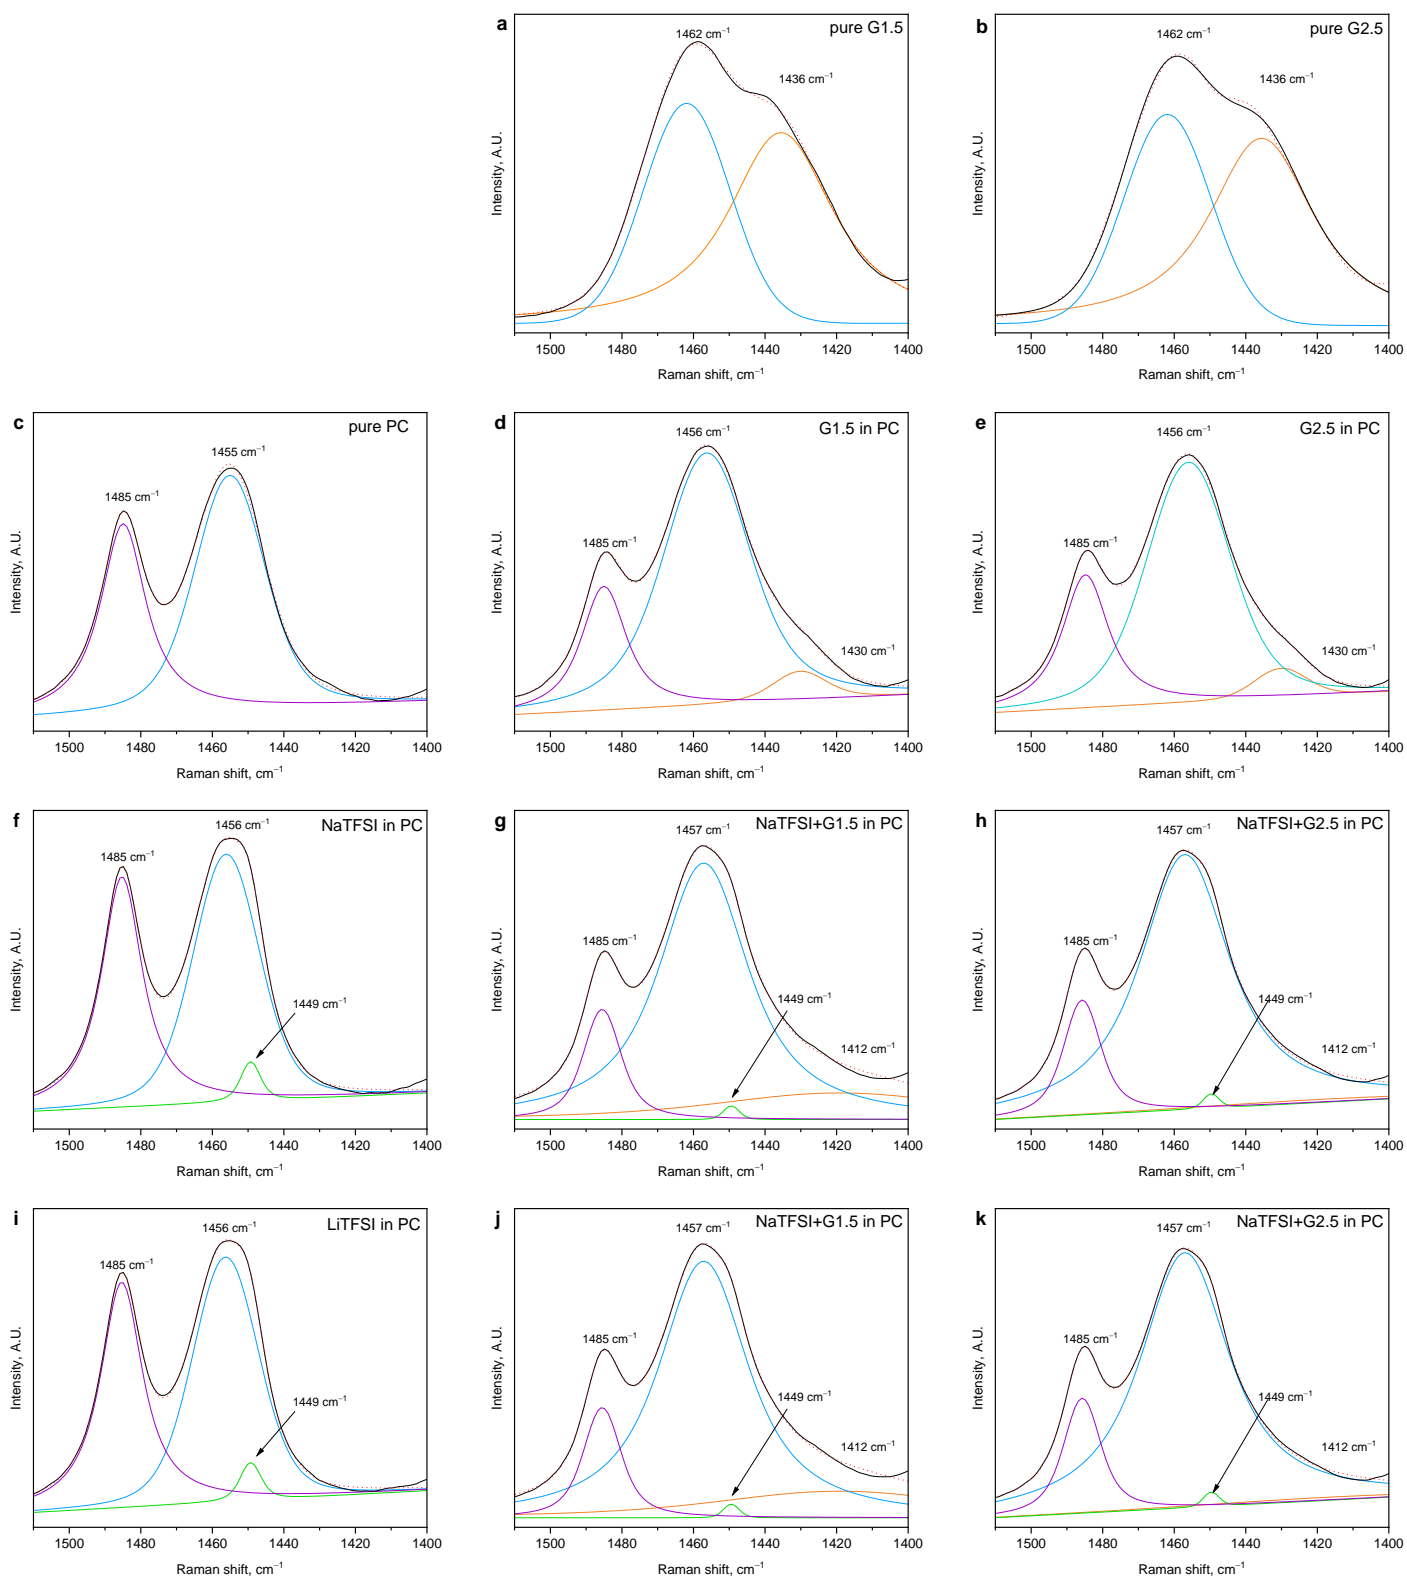 a
1462 cm⁻¹
pure G1.5
1436 cm⁻¹
Intensity, A.U.
1500 1480 1460 1440 1420 1400
Raman shift, cm⁻¹
b
1462 cm⁻¹
pure G2.5
1436 cm⁻¹
Intensity, A.U.
1500 1480 1460 1440 1420 1400
Raman shift, cm⁻¹
c
pure PC
1455 cm⁻¹
1485 cm⁻¹
Intensity, A.U.
1500 1480 1460 1440 1420 1400
Raman shift, cm⁻¹
d
1456 cm⁻¹
G1.5 in PC
1485 cm⁻¹
1430 cm⁻¹
Intensity, A.U.
1500 1480 1460 1440 1420 1400
Raman shift, cm⁻¹
e
1456 cm⁻¹
G2.5 in PC
1485 cm⁻¹
1430 cm⁻¹
Intensity, A.U.
1500 1480 1460 1440 1420 1400
Raman shift, cm⁻¹
f
1456 cm⁻¹
NaTFSI in PC
1485 cm⁻¹
1449 cm⁻¹
Intensity, A.U.
1500 1480 1460 1440 1420 1400
Raman shift, cm⁻¹
g
1457 cm⁻¹
NaTFSI+G1.5 in PC
1485 cm⁻¹
1449 cm⁻¹
1412 cm⁻¹
Intensity, A.U.
1500 1480 1460 1440 1420 1400
Raman shift, cm⁻¹
h
1457 cm⁻¹
NaTFSI+G2.5 in PC
1485 cm⁻¹
1449 cm⁻¹
1412 cm⁻¹
Intensity, A.U.
1500 1480 1460 1440 1420 1400
Raman shift, cm⁻¹
i
1456 cm⁻¹
LiTFSI in PC
1485 cm⁻¹
1449 cm⁻¹
Intensity, A.U.
1500 1480 1460 1440 1420 1400
Raman shift, cm⁻¹
j
1457 cm⁻¹
NaTFSI+G1.5 in PC
1485 cm⁻¹
1449 cm⁻¹
1412 cm⁻¹
Intensity, A.U.
1500 1480 1460 1440 1420 1400
Raman shift, cm⁻¹
k
1457 cm⁻¹
NaTFSI+G2.5 in PC
1485 cm⁻¹
1449 cm⁻¹
1412 cm⁻¹
Intensity, A.U.
1500 1480 1460 1440 1420 1400
Raman shift, cm⁻¹